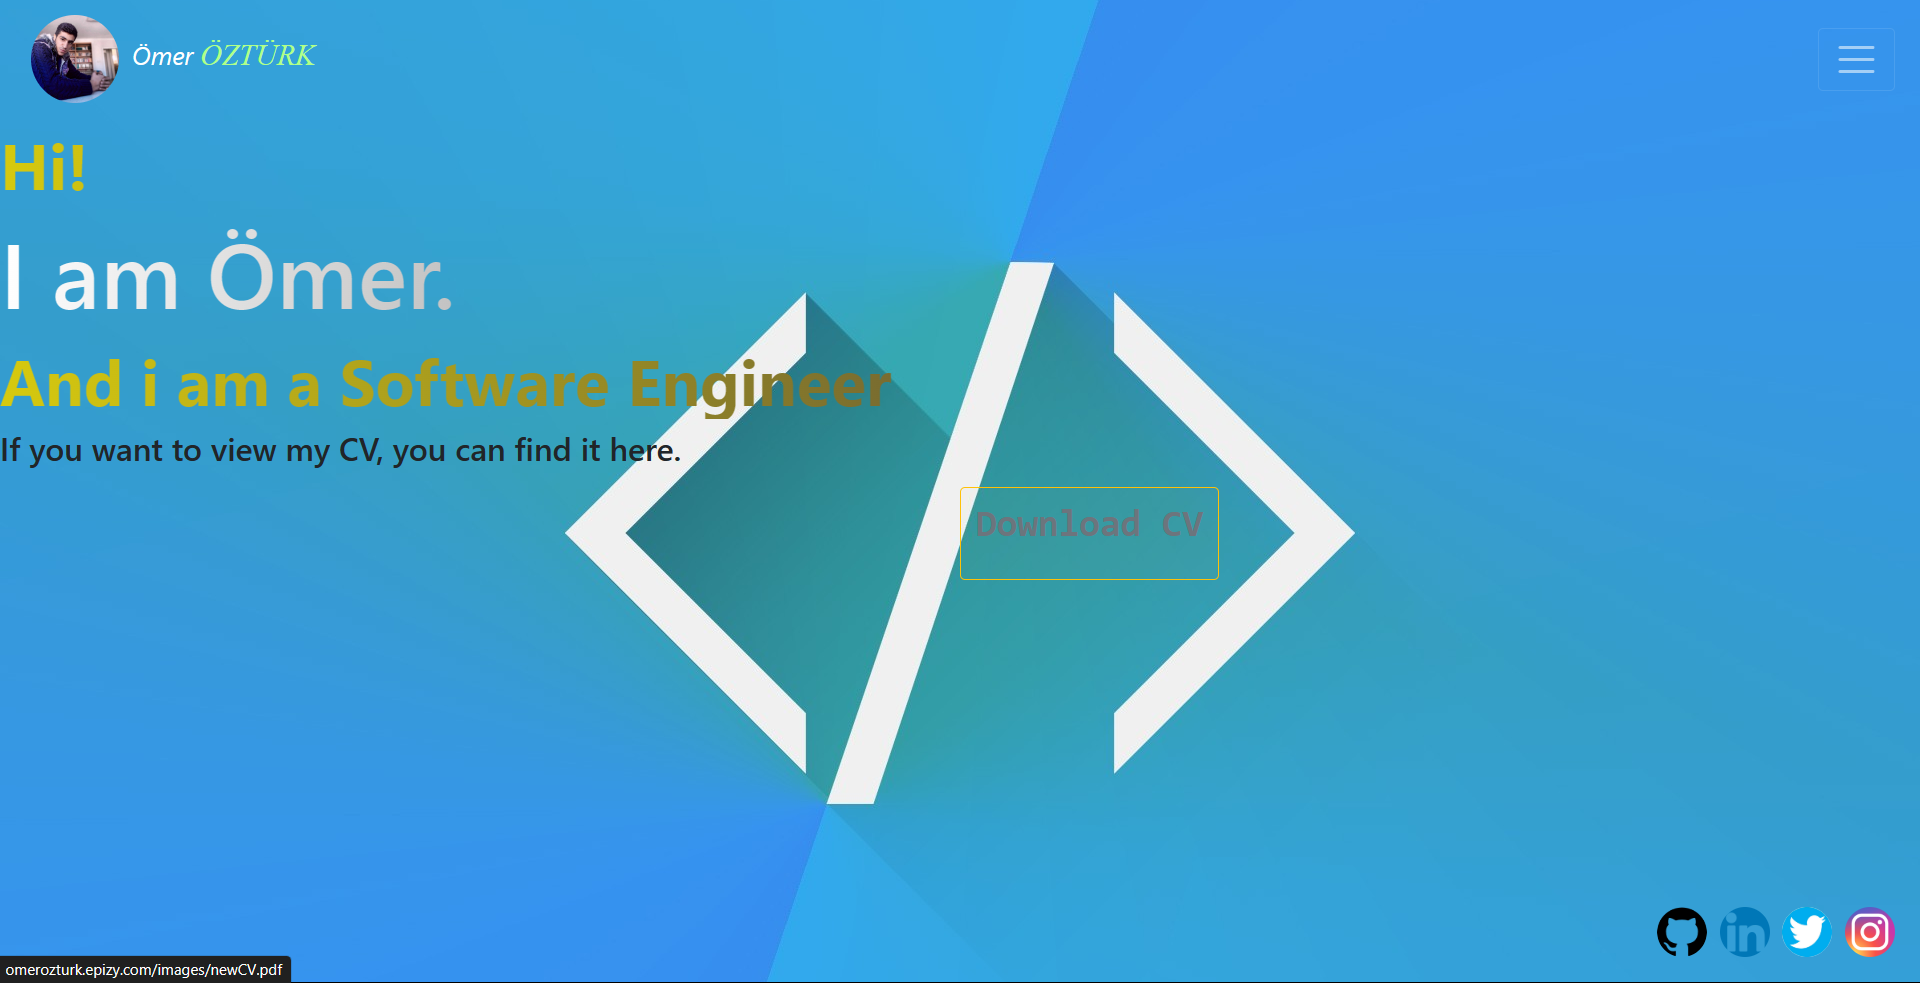 Ömer ÖZTÜRK
Hi!
I am Ömer.
And i am a Software Engineer
If you want to view my CV, you can find it here.
Download CV
in
omerozturk.epizy.com/images/newCV.pdf